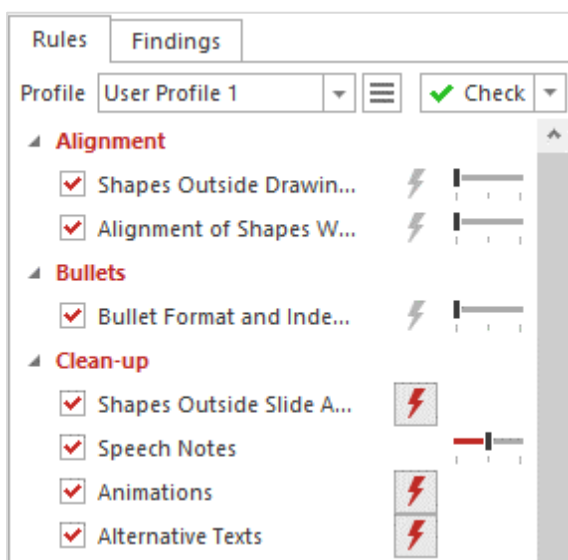 Rules Findings
Profile User Profile 1 Check
Alignment
Shapes Outside Drawin...
Alignment of Shapes W...
Bullets
Bullet Format and Inde...
Clean-up
Shapes Outside Slide A...
Speech Notes
Animations
Alternative Texts